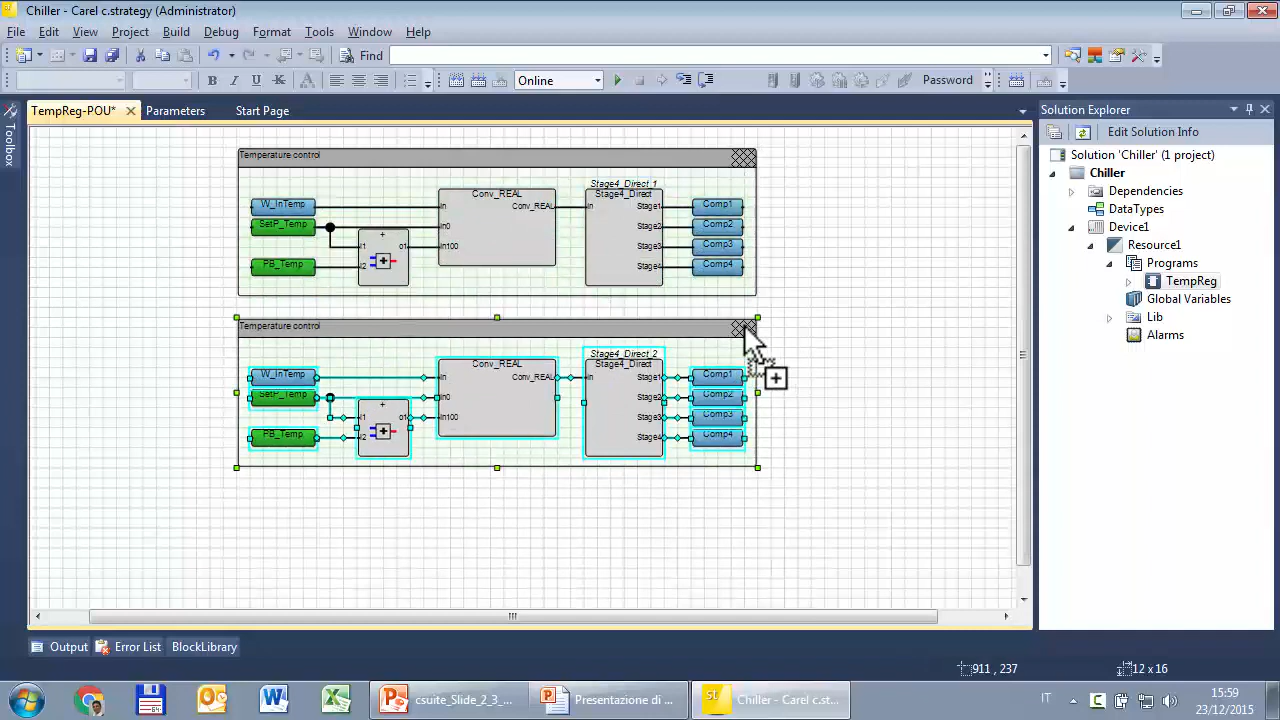 Chiller - Carel c.strategy (Administrator)
File Edit View Project Build Debug Format Tools Window Help
Find
B I U Online Password
TempReg-POU* Parameters Start Page
Toolbox
Temperature control
Stage4_Direct_1
W_InTemp In Conv_REAL Conv_REAL In Stage4_Direct Stage1 Comp1
SetP_Temp In0 Stage2 Comp2
+ i1 o1 In100 Stage3 Comp3
PB_Temp i2 Stage4 Comp4
Temperature control
Stage4_Direct_2
W_InTemp In Conv_REAL Conv_REAL In Stage4_Direct Stage1 Comp1
SetP_Temp In0 Stage2 Comp2
+ i1 o1 In100 Stage3 Comp3
PB_Temp i2 Stage4 Comp4
Solution Explorer
Edit Solution Info
Solution 'Chiller' (1 project)
Chiller
Dependencies
DataTypes
Device1
Resource1
Programs
TempReg
Global Variables
Lib
Alarms
Output Error List BlockLibrary
911 , 237 12 x 16
csuite_Slide_2_3_... Presentazione di ... Chiller - Carel c.st... IT 15:59
23/12/2015